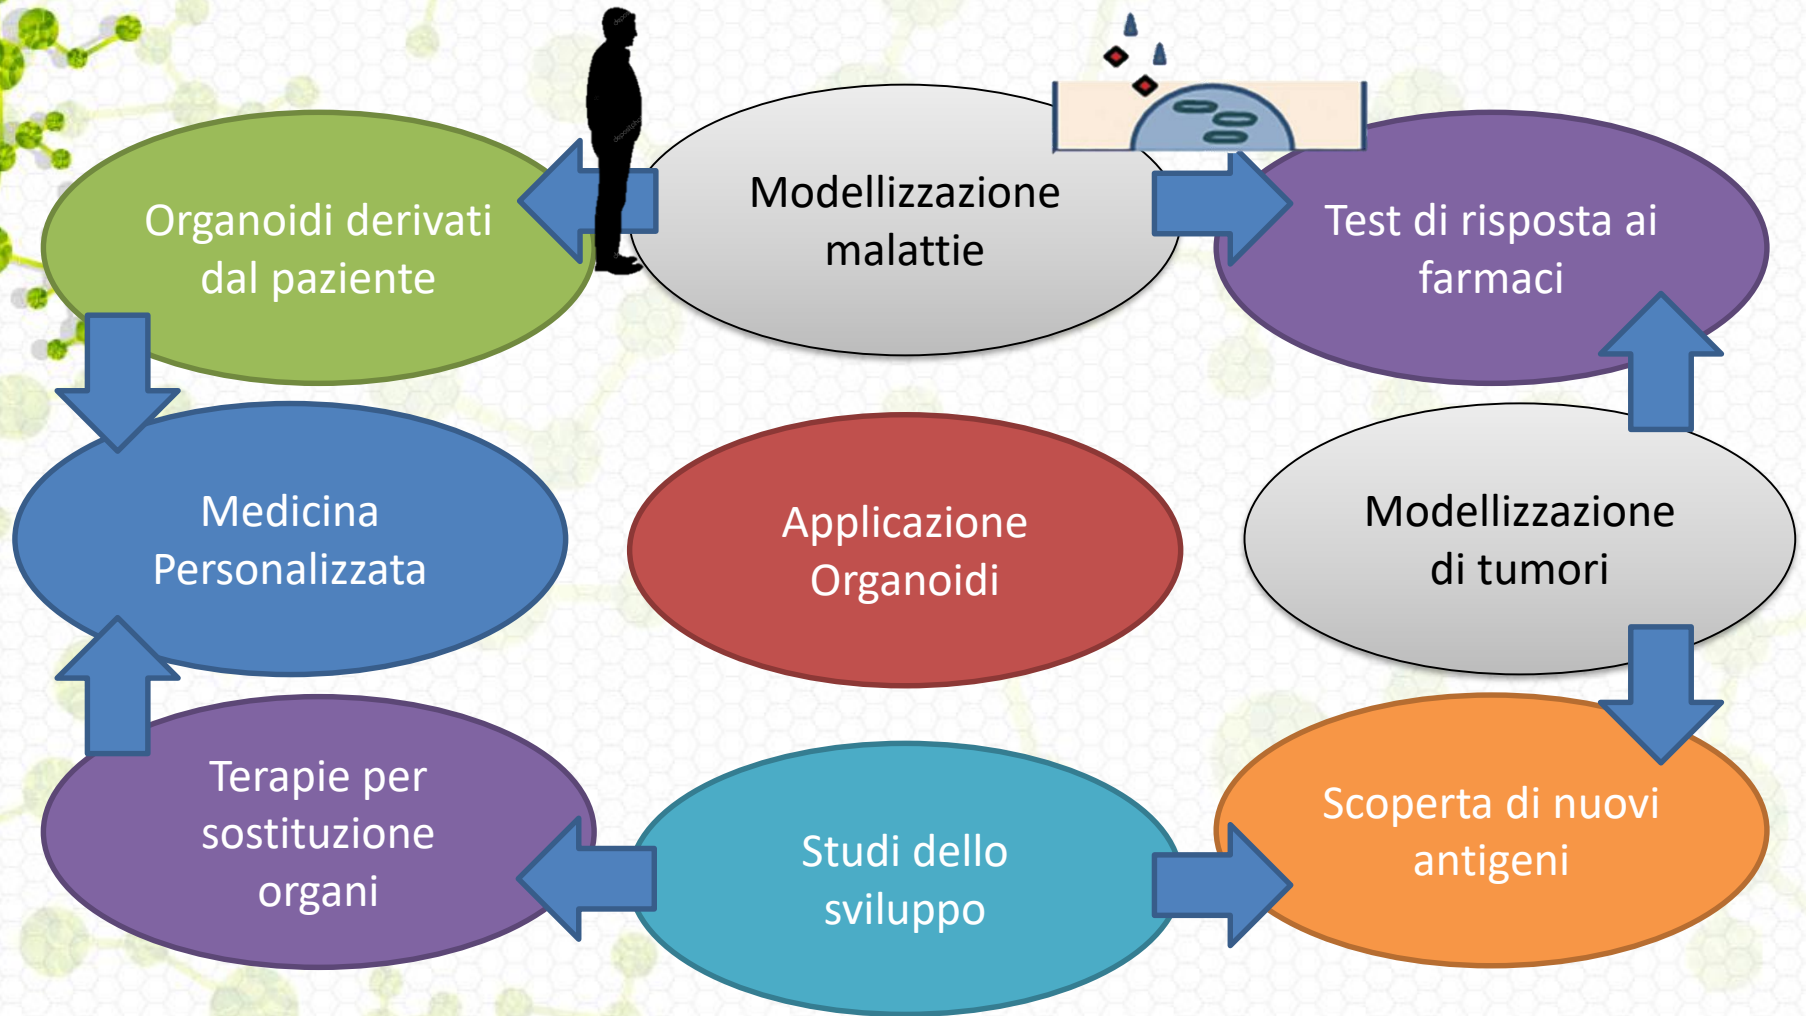 Organoidi derivati
dal paziente
Modellizzazione
malattie
Test di risposta ai
farmaci
Medicina
Personalizzata
Applicazione
Organoidi
Modellizzazione
di tumori
Terapie per
sostituzione
organi
Studi dello
sviluppo
Scoperta di nuovi
antigeni